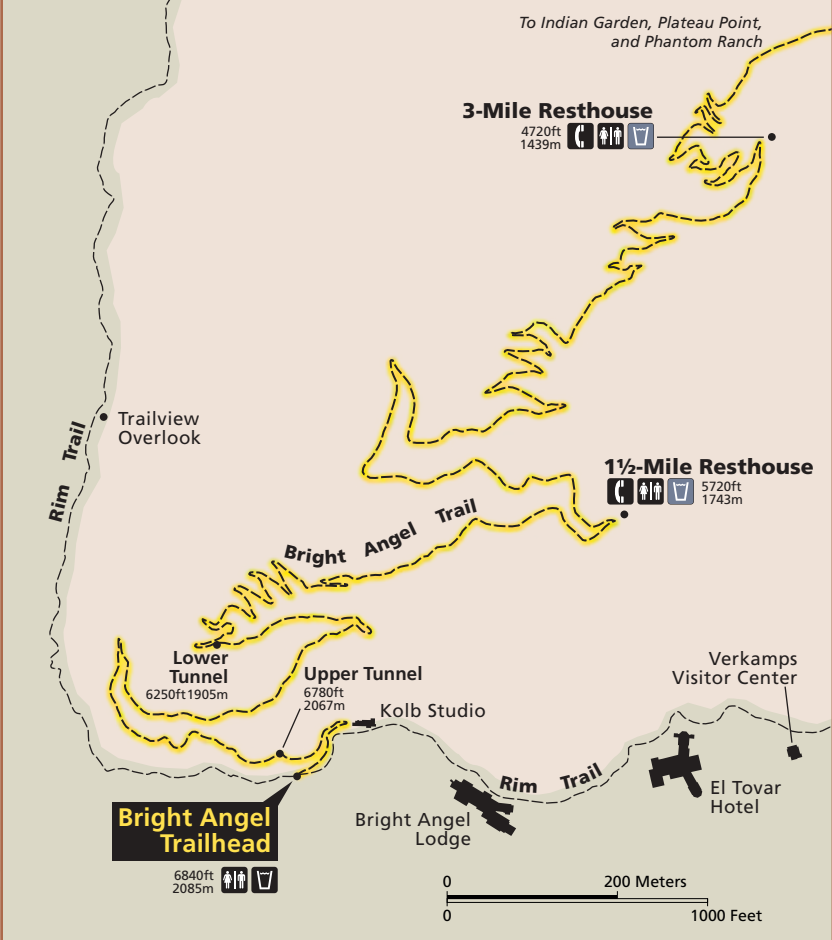 To Indian Garden, Plateau Point,
and Phantom Ranch
3-Mile Resthouse
4720ft
1439m
Trailview
Overlook
Rim Trail
1½-Mile Resthouse
5720ft
1743m
Bright Angel Trail
Lower
Tunnel
6250ft 1905m
Upper Tunnel
6780ft
2067m
Kolb Studio
Verkamps
Visitor Center
Rim Trail
El Tovar
Hotel
Bright Angel
Lodge
Bright Angel
Trailhead
6840ft
2085m
0 200 Meters
0 1000 Feet